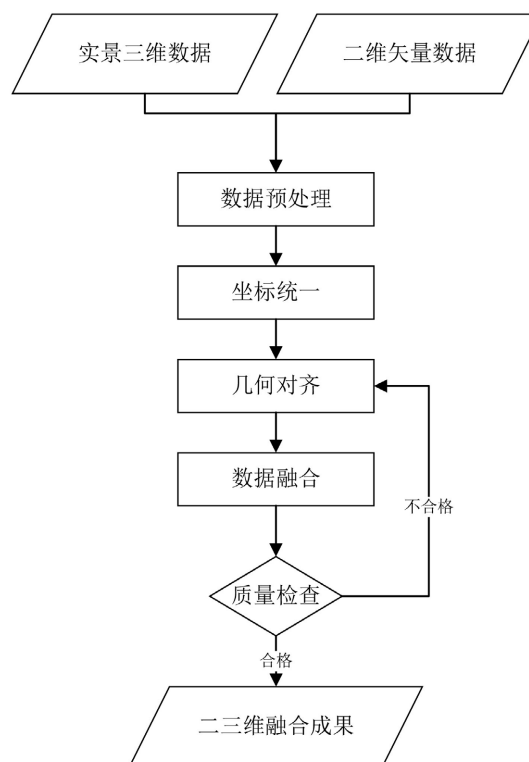 实景三维数据
二维矢量数据
数据预处理
坐标统一
几何对齐
数据融合
不合格
质量检查
合格
二三维融合成果